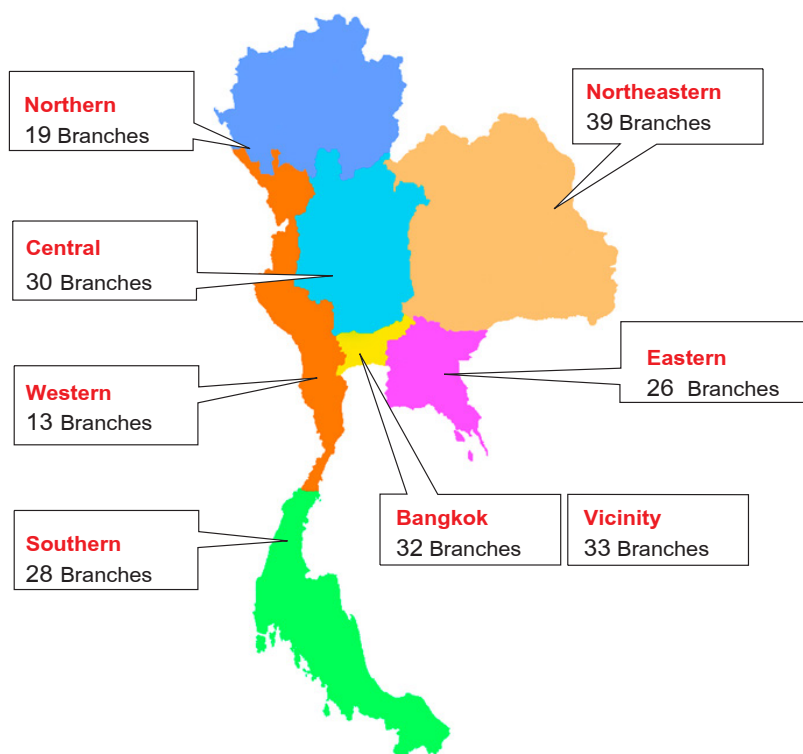 Northern
19 Branches
Northeastern
39 Branches
Central
30 Branches
Western
13 Branches
Eastern
26 Branches
Southern
28 Branches
Bangkok
32 Branches
Vicinity
33 Branches